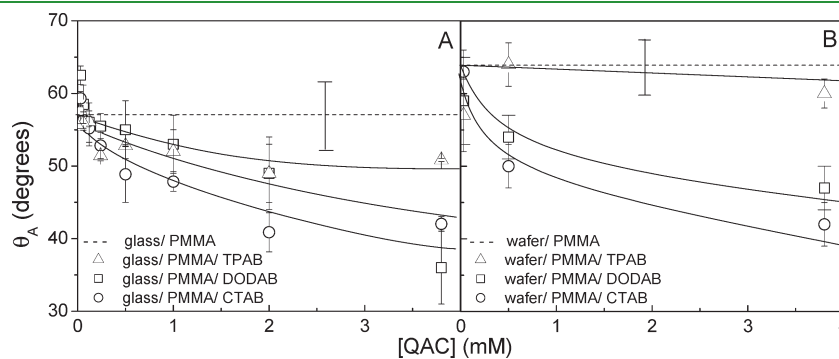 70
60
50
40
30
θA (degrees)
A
glass/ PMMA
glass/ PMMA/ TPAB
glass/ PMMA/ DODAB
glass/ PMMA/ CTAB
0 1 2 3
B
wafer/ PMMA
wafer/ PMMA/ TPAB
wafer/ PMMA/ DODAB
wafer/ PMMA/ CTAB
0 1 2 3
[QAC] (mM)